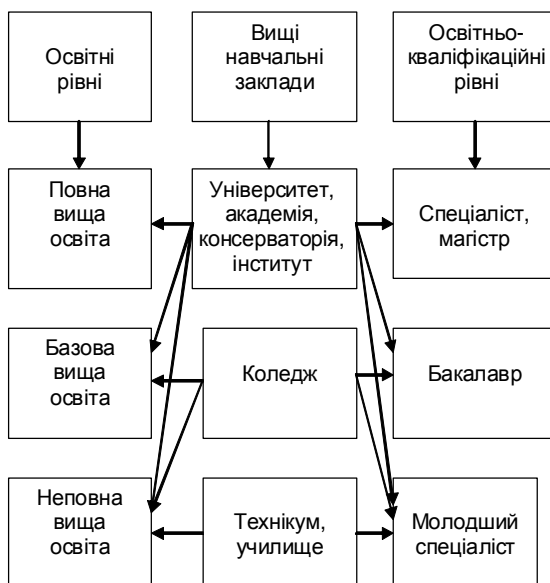 Освітні
рівні
Вищі
навчальні
заклади
Освітньо-
кваліфікаційні
рівні
Повна
вища
освіта
Університет,
академія,
консерваторія,
інститут
Спеціаліст,
магістр
Базова
вища
освіта
Коледж
Бакалавр
Неповна
вища
освіта
Технікум,
училище
Молодший
спеціаліст